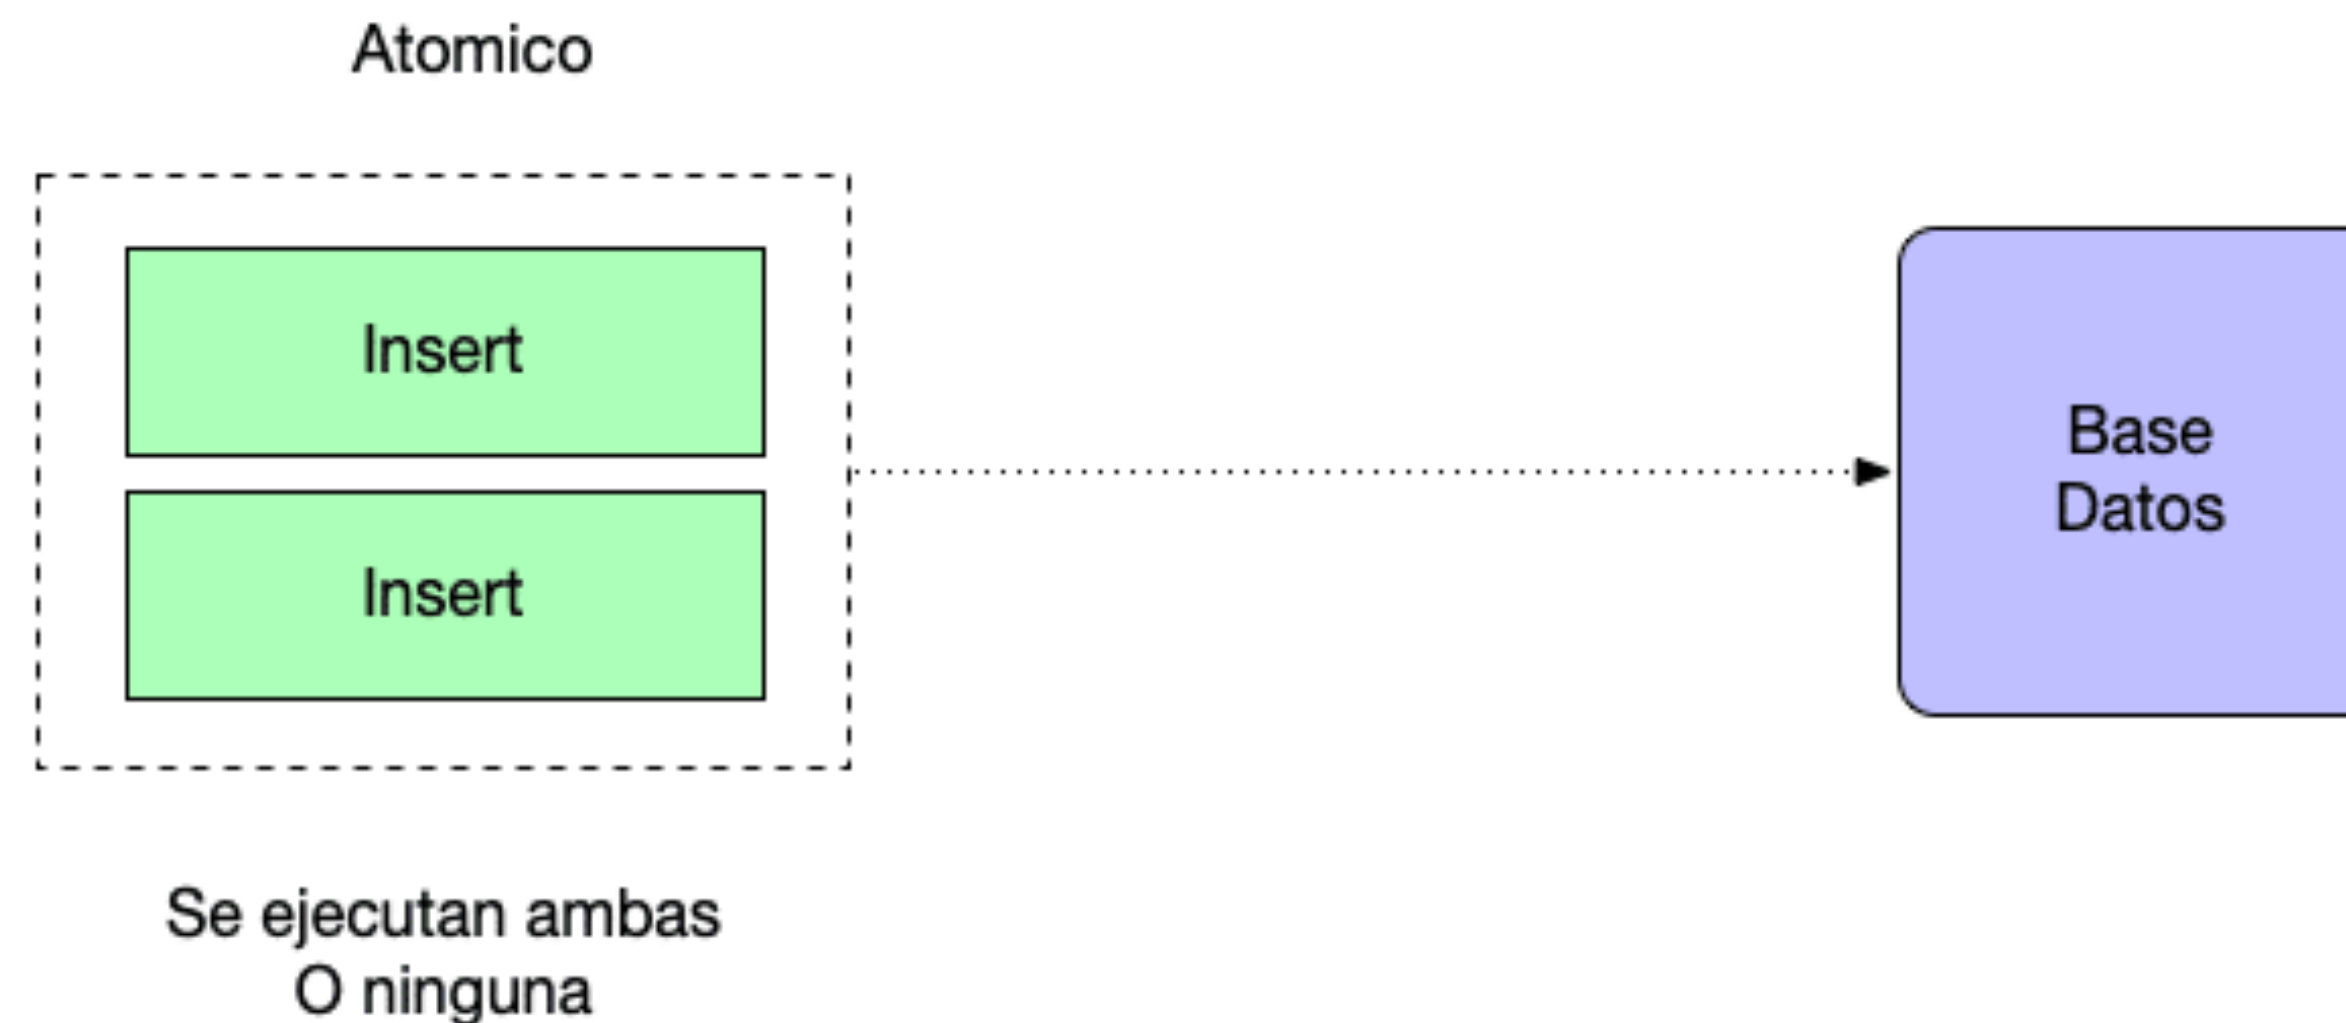 Atomico
Insert
Insert
Base
Datos
Se ejecutan ambas
O ninguna